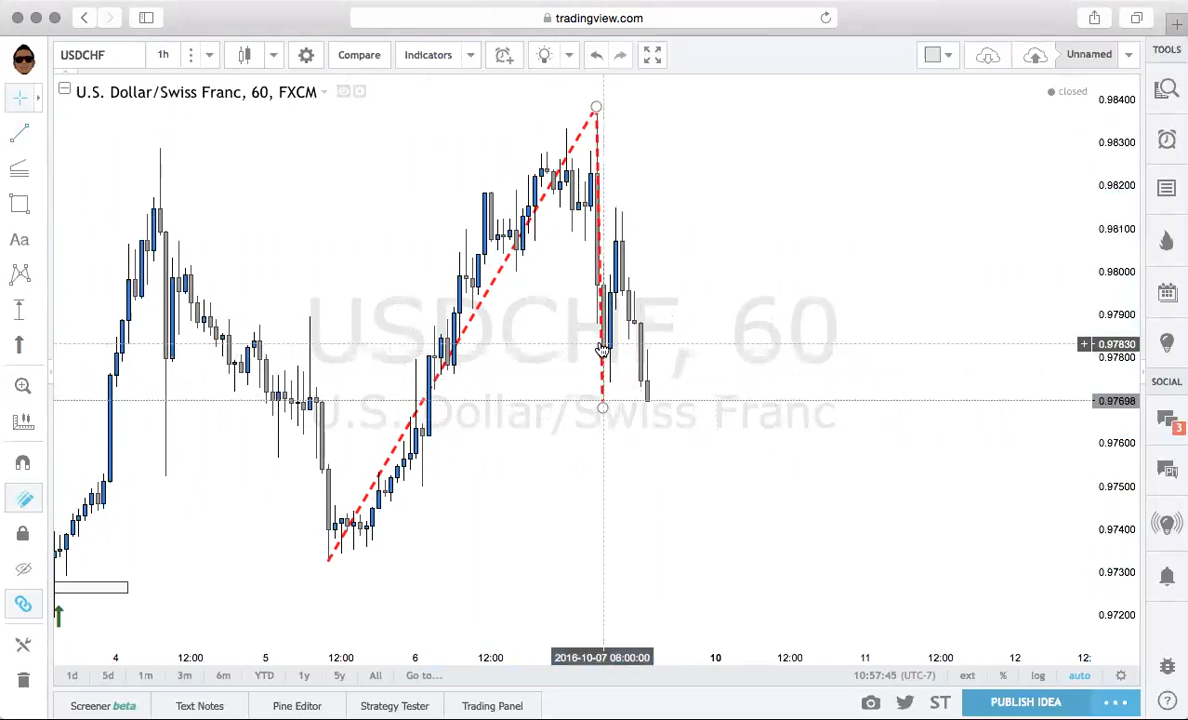 tradingview.com
USDCHF 1h Compare Indicators Unnamed TOOLS
U.S. Dollar/Swiss Franc, 60, FXCM closed
0.98400
0.98300
0.98200
0.98100
0.98000
0.97900
0.97830
0.97800
0.97698
0.97600
0.97500
0.97400
0.97300
0.97200
USDCHF, 60
U.S. Dollar/Swiss Franc
Aa
SOCIAL
3
4 12:00 5 12:00 6 12:00 2016-10-07 08:00:00 10 12:00 11 12:00 12 12:
1d 5d 1m 3m 6m YTD 1y 5y All Go to... 10:57:45 (UTC-7) ext % log auto
Screener beta Text Notes Pine Editor Strategy Tester Trading Panel ST PUBLISH IDEA